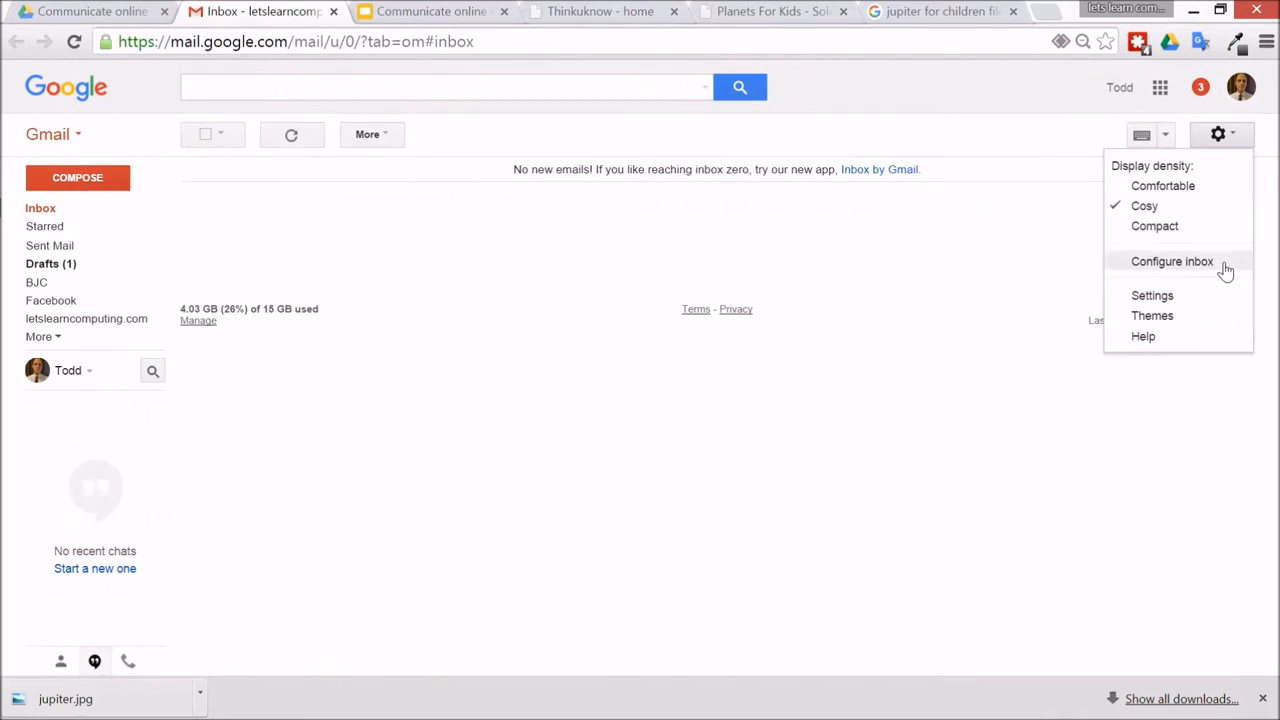 Communicate online
Inbox - letslearncomp
Communicate online
Thinkuknow - home
Planets For Kids - Sol
jupiter for children fil
lets learn com...
https://mail.google.com/mail/u/0/?tab=om#inbox
4
Google
Todd
3
Gmail
More
COMPOSE
No new emails! If you like reaching inbox zero, try our new app, Inbox by Gmail.
Display density:
Comfortable
Cosy
Compact
Configure inbox
Settings
Themes
Help
Inbox
Starred
Sent Mail
Drafts (1)
BJC
Facebook
letslearncomputing.com
More
4.03 GB (26%) of 15 GB used
Manage
Terms - Privacy
Las
Todd
No recent chats
Start a new one
jupiter.jpg
Show all downloads...